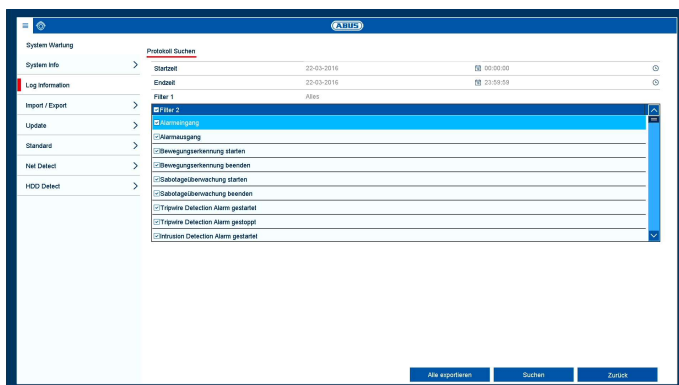 ABUS
System Wartung
System Info
Log Information
Import / Export
Update
Standard
Net Detect
HDD Detect
Protokoll Suchen
Startzeit 22-03-2016 00:00:00
Endzeit 22-03-2016 23:59:59
Filter 1 Alles
Filter 2
Alarmeingang
Alarmausgang
Bewegungserkennung starten
Bewegungserkennung beenden
Sabotageüberwachung starten
Sabotageüberwachung beenden
Tripwire Detection Alarm gestartet
Tripwire Detection Alarm gestoppt
Intrusion Detection Alarm gestartet
Alle exportieren Suchen Zurück